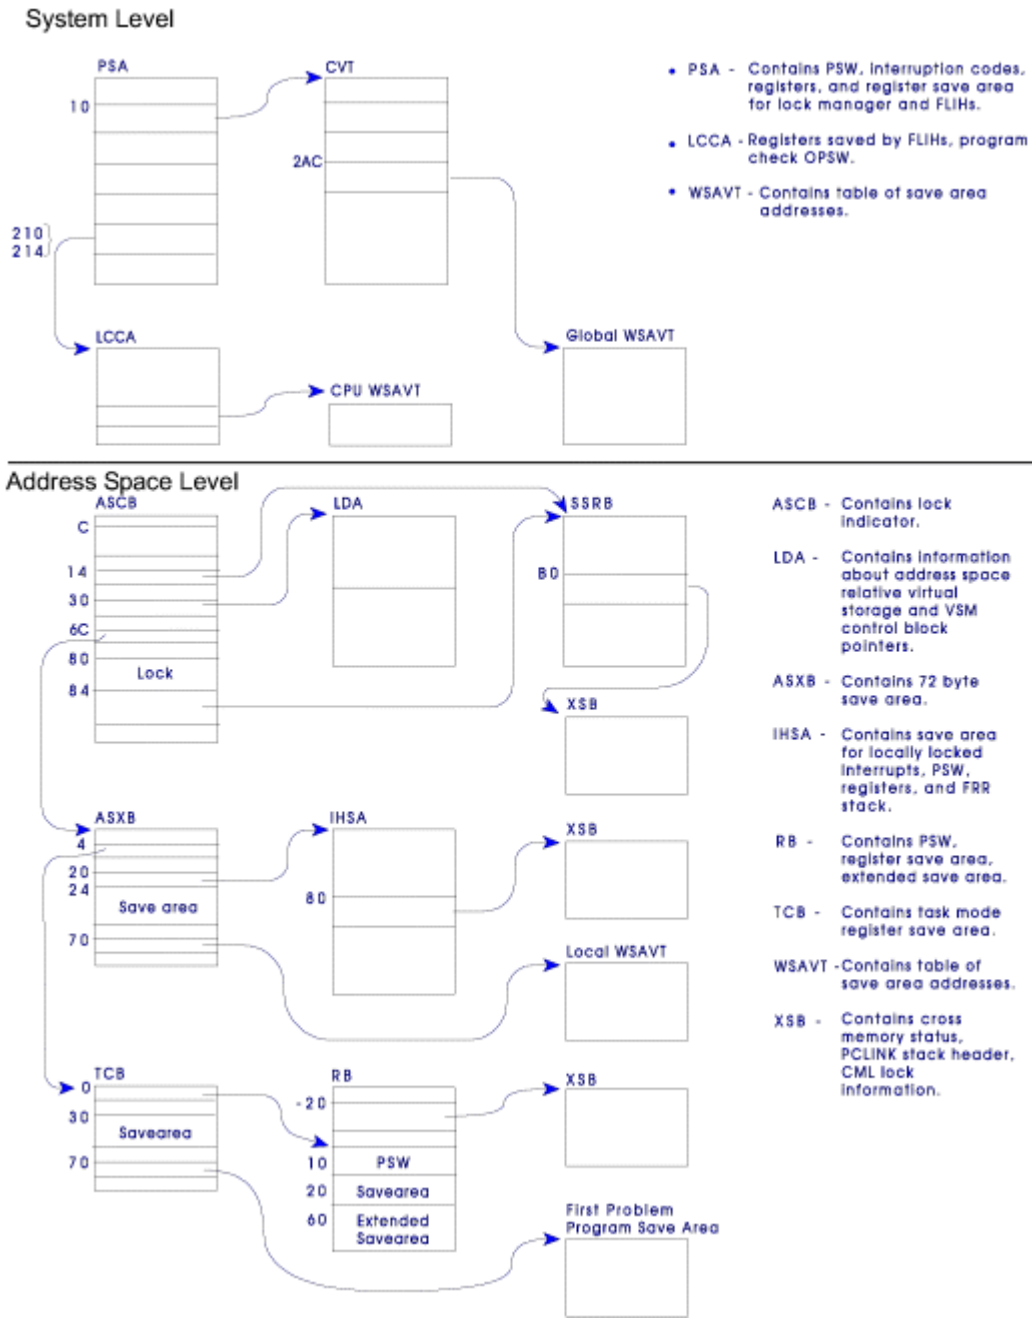 System Level
PSA
CVT
10
2AC
210
214
LCCA
CPU WSAVT
Global WSAVT
• PSA - Contains PSW, interruption codes,
registers, and register save area
for lock manager and FLIHs.
• LCCA - Registers saved by FLIHs, program
check OPSW.
• WSAVT - Contains table of save area
addresses.
Address Space Level
ASCB
LDA
SSRB
C
14
30
6C
80
Lock
84
B0
XSB
ASXB
IHSA
XSB
4
20
24
Save area
80
70
Local WSAVT
TCB
RB
XSB
0
-20
30
Savearea
70
10
PSW
20
Savearea
60
Extended
Savearea
First Problem
Program Save Area
ASCB - Contains lock
indicator.
LDA - Contains information
about address space
relative virtual
storage and VSM
control block
pointers.
ASXB - Contains 72 byte
save area.
IHSA - Contains save area
for locally locked
interrupts, PSW,
registers, and FRR
stack.
RB - Contains PSW,
register save area,
extended save area.
TCB - Contains task mode
register save area.
WSAVT - Contains table of
save area addresses.
XSB - Contains cross
memory status,
PCLINK stack header,
CML lock
information.